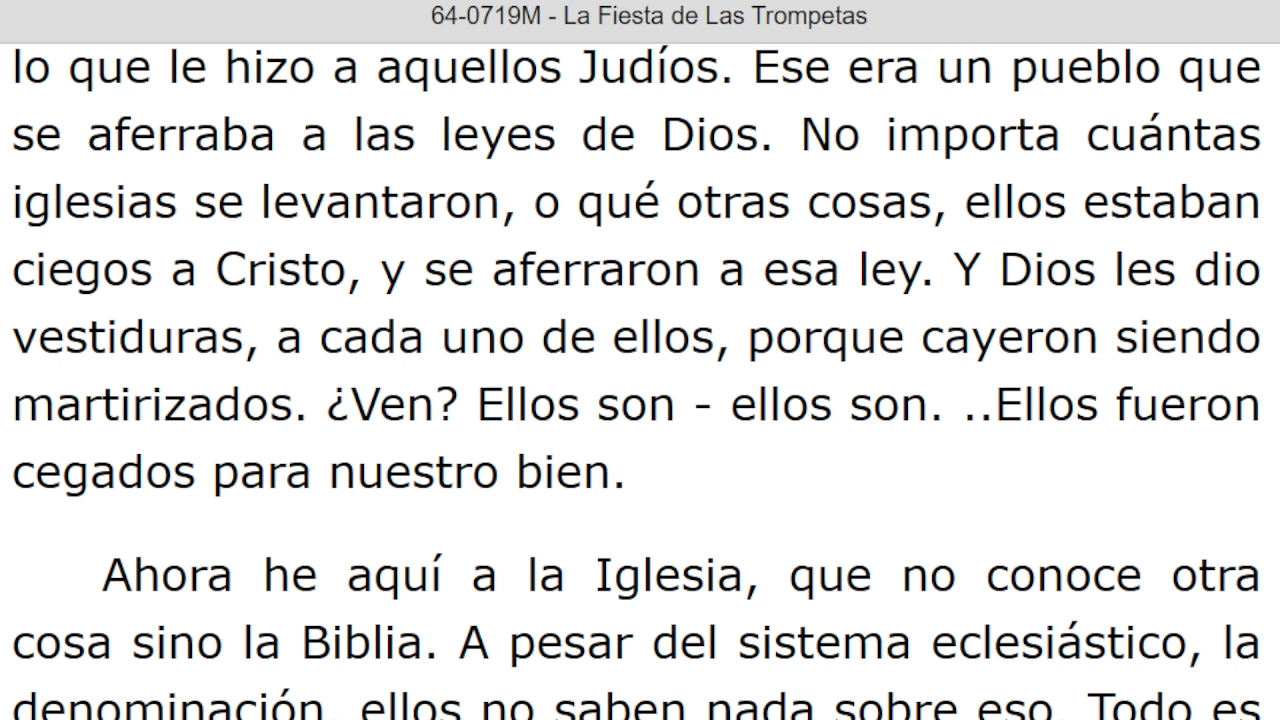 64-0719M - La Fiesta de Las Trompetas
lo que le hizo a aquellos Judíos. Ese era un pueblo que
se aferraba a las leyes de Dios. No importa cuántas
iglesias se levantaron, o qué otras cosas, ellos estaban
ciegos a Cristo, y se aferraron a esa ley. Y Dios les dio
vestiduras, a cada uno de ellos, porque cayeron siendo
martirizados. ¿Ven? Ellos son - ellos son. ..Ellos fueron
cegados para nuestro bien.
Ahora he aquí a la Iglesia, que no conoce otra
cosa sino la Biblia. A pesar del sistema eclesiástico, la
denominación, ellos no saben nada sobre eso. Todo es